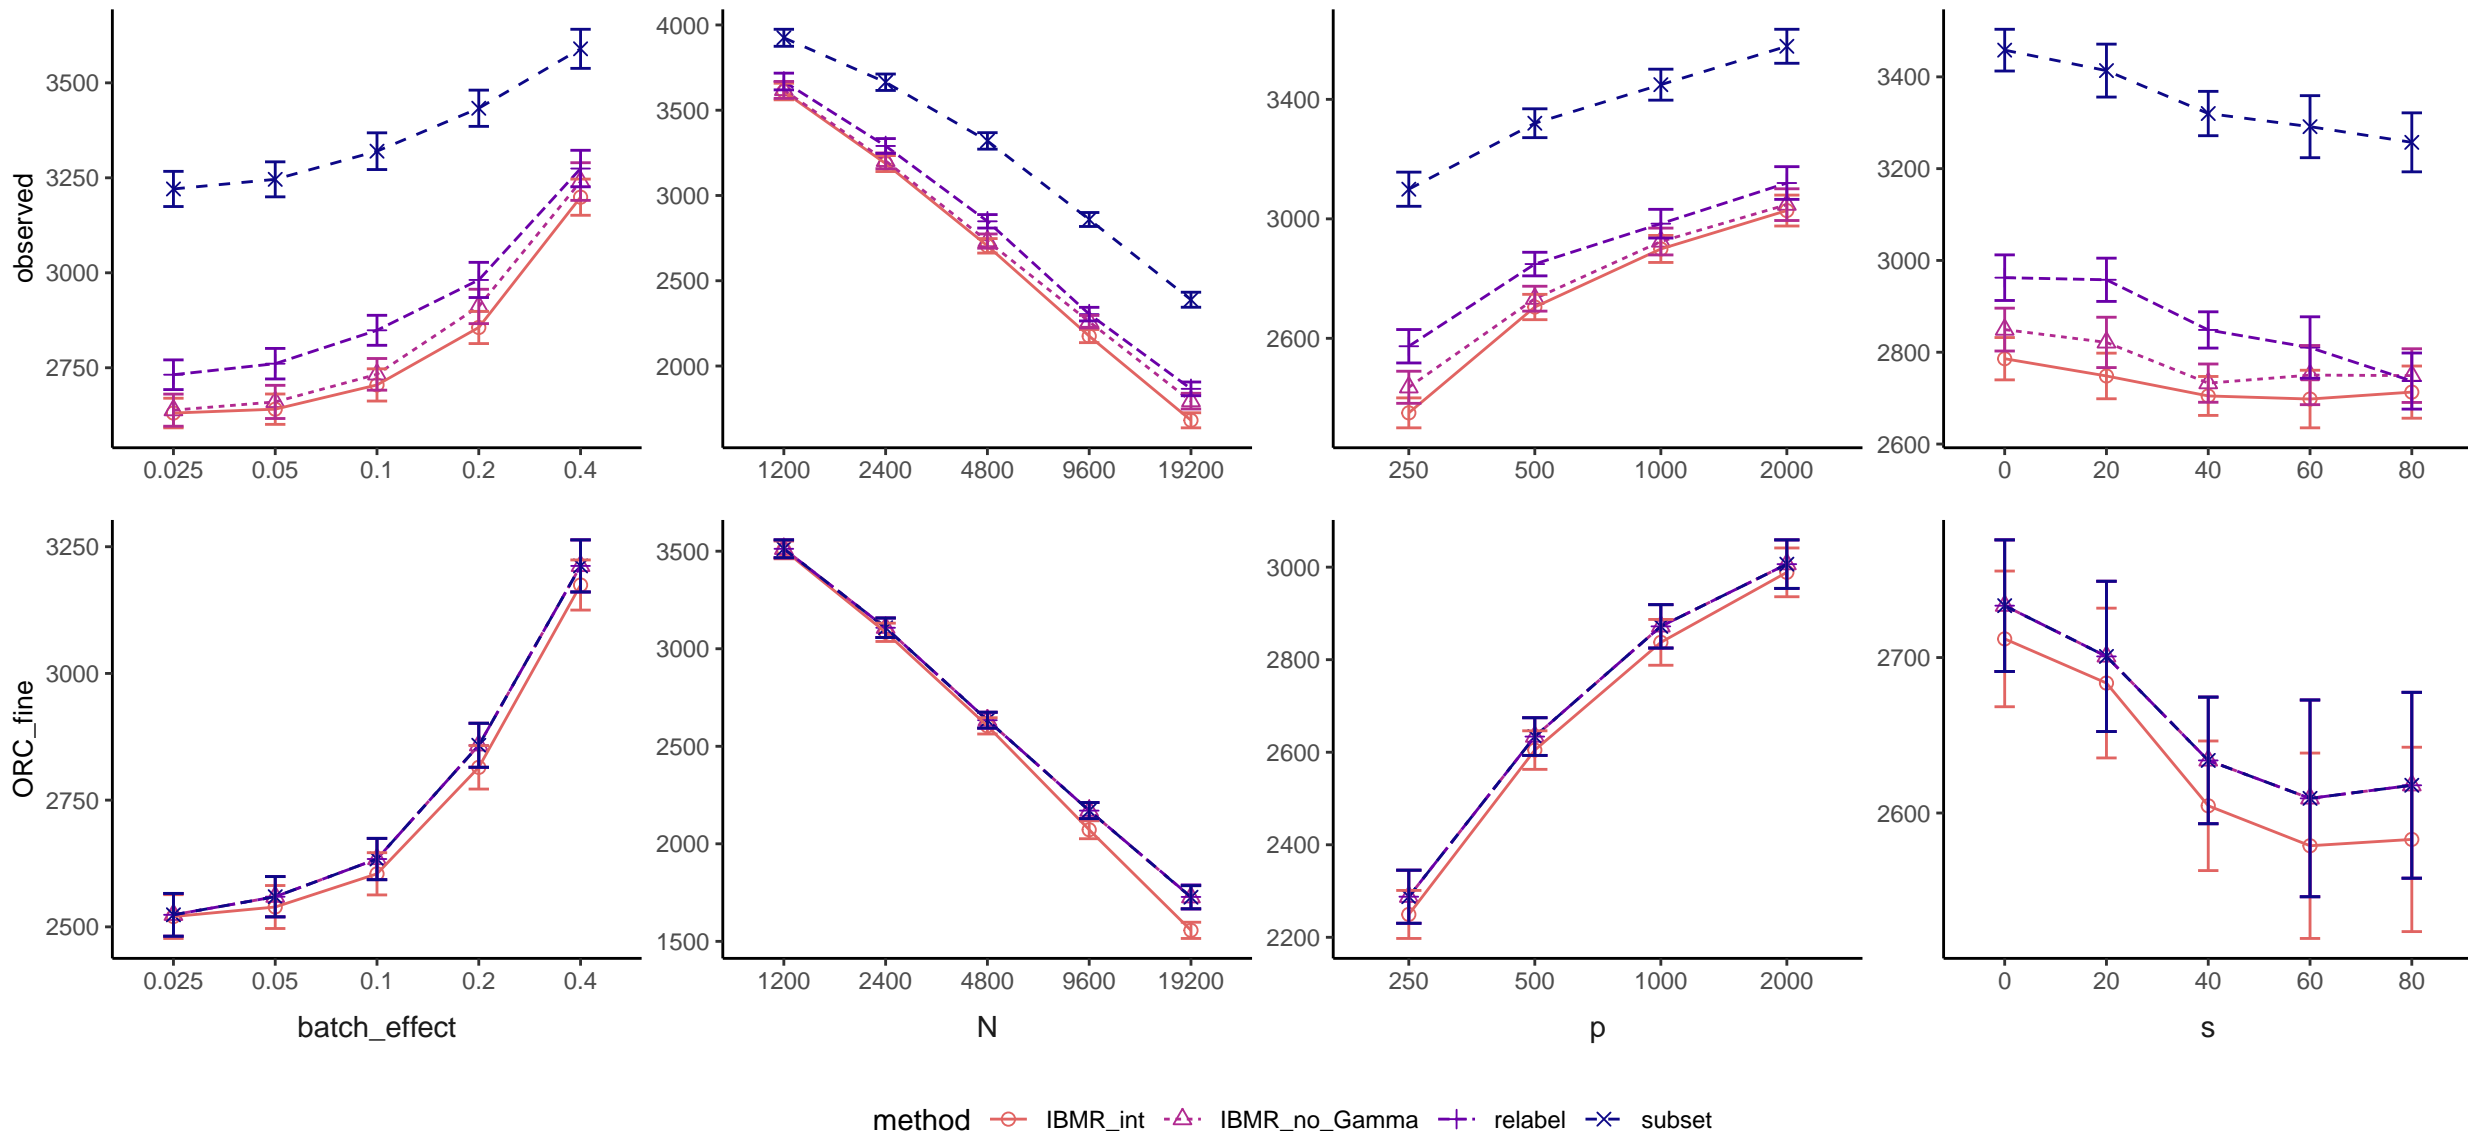 observed
3500
3250
3000
2750
0.025 0.05 0.1 0.2 0.4
4000
3500
3000
2500
2000
1200 2400 4800 9600 19200
3400
3000
2600
250 500 1000 2000
3400
3200
3000
2800
2600
0 20 40 60 80
ORC_fine
3250
3000
2750
2500
0.025 0.05 0.1 0.2 0.4
batch_effect
3500
3000
2500
2000
1500
1200 2400 4800 9600 19200
N
3000
2800
2600
2400
2200
250 500 1000 2000
p
2700
2600
0 20 40 60 80
s
method IBMR_int IBMR_no_Gamma relabel subset